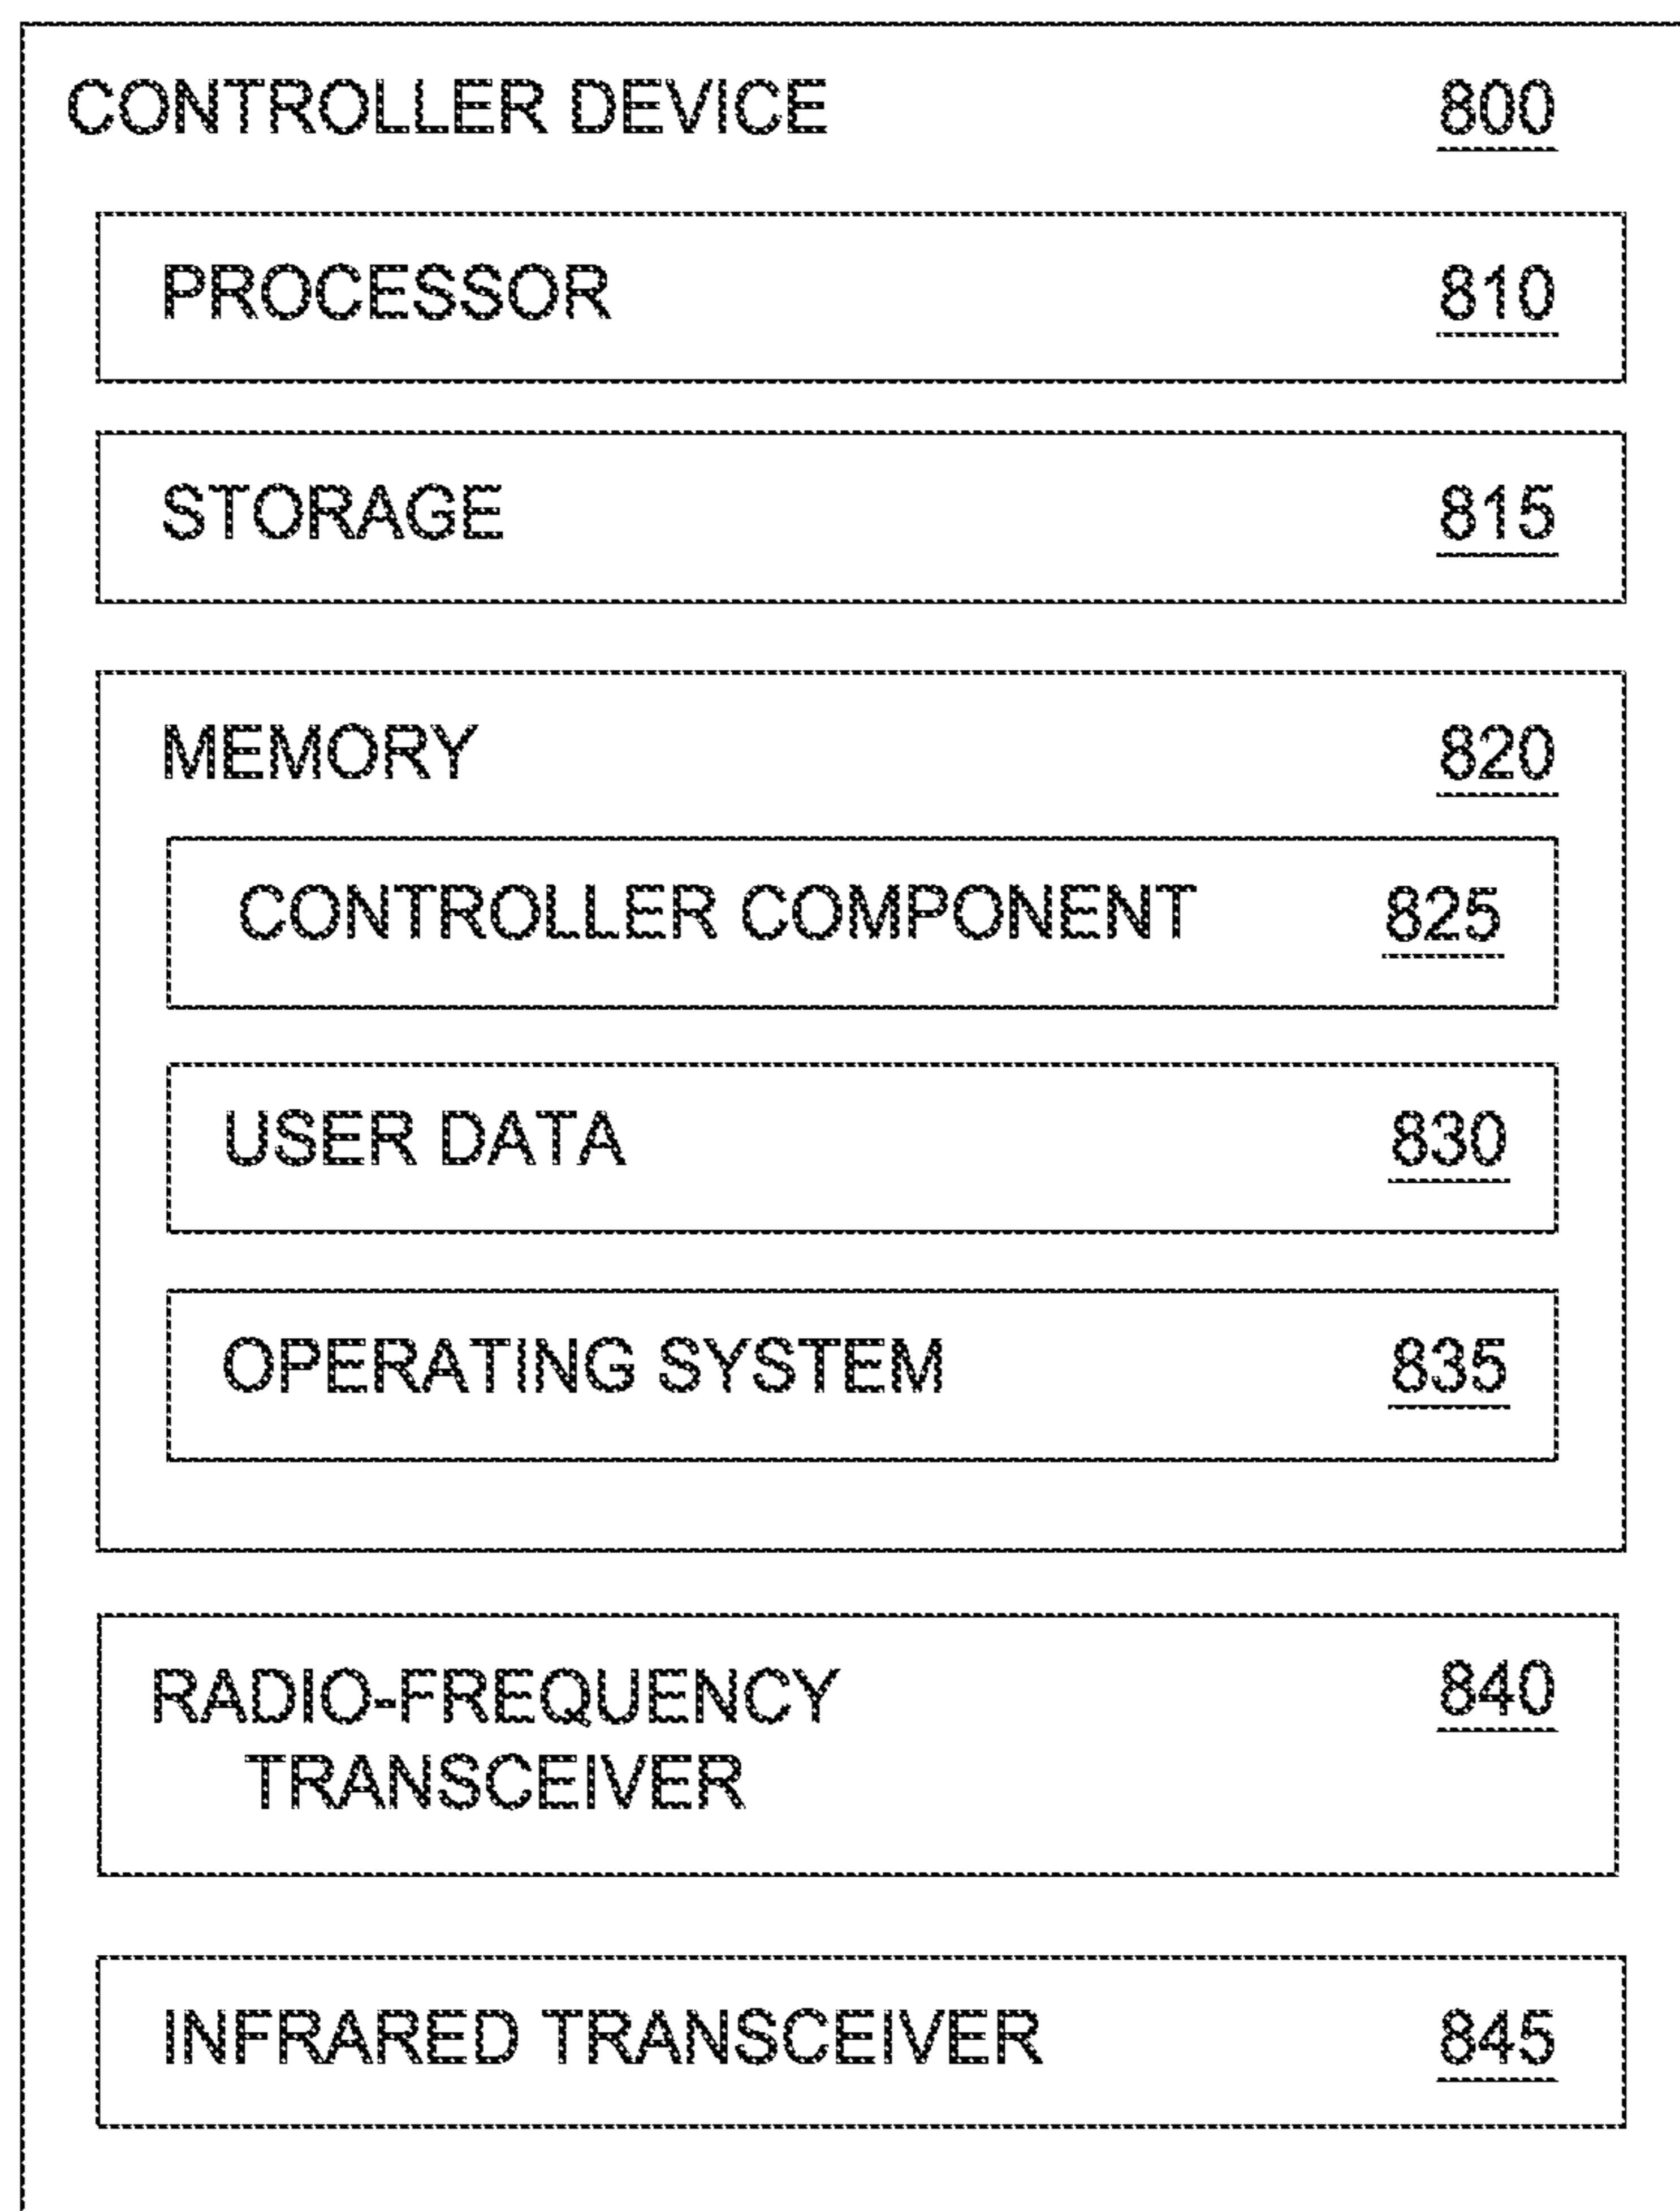 CONTROLLER DEVICE 800
PROCESSOR 810
STORAGE 815
MEMORY 820
CONTROLLER COMPONENT 825
USER DATA 830
OPERATING SYSTEM 835
RADIO-FREQUENCY 840
TRANSCEIVER
INFRARED TRANSCEIVER 845